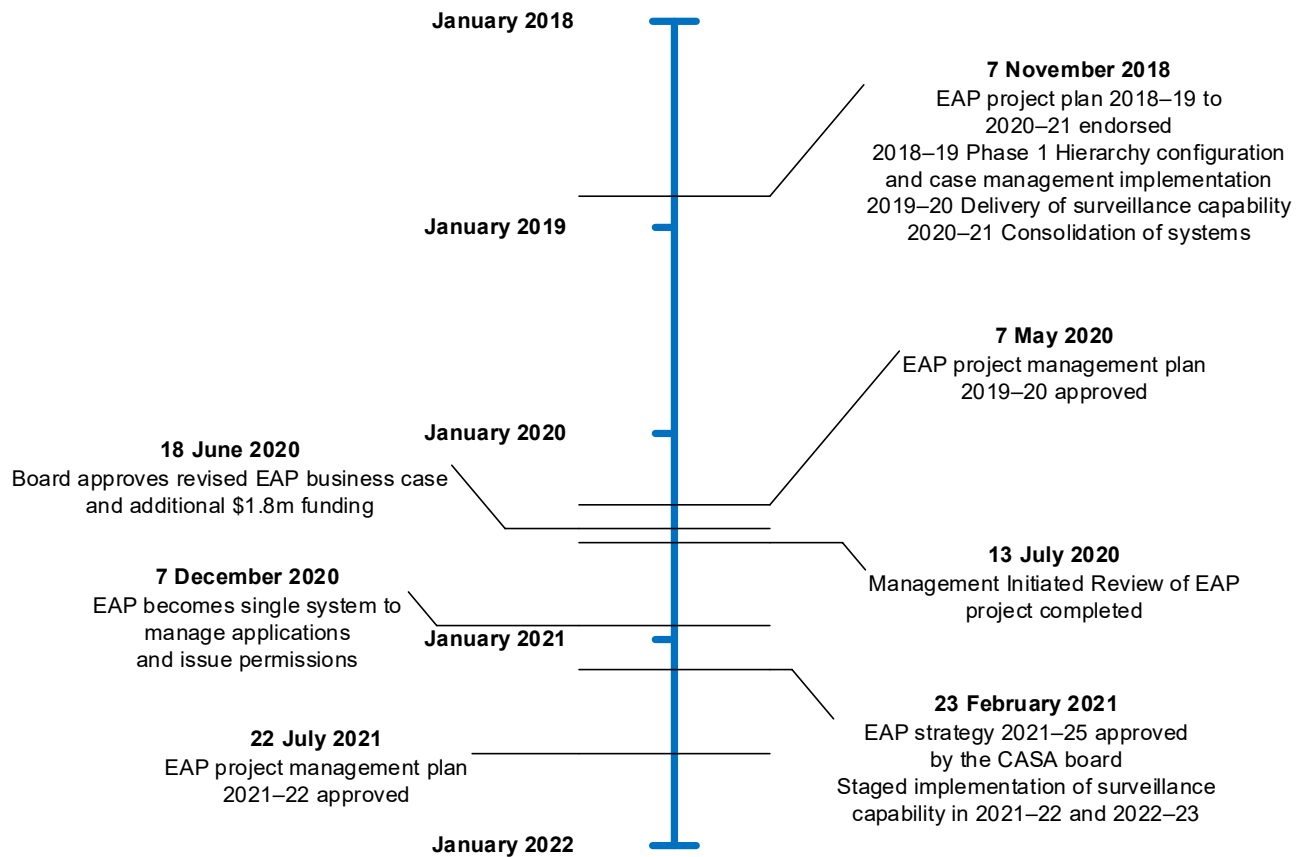 January 2018
7 November 2018
EAP project plan 2018–19 to
2020–21 endorsed
2018–19 Phase 1 Hierarchy configuration
and case management implementation
2019–20 Delivery of surveillance capability
2020–21 Consolidation of systems
January 2019
7 May 2020
EAP project management plan
2019–20 approved
January 2020
18 June 2020
Board approves revised EAP business case
and additional $1.8m funding
13 July 2020
Management Initiated Review of EAP
project completed
7 December 2020
EAP becomes single system to
manage applications
and issue permissions
January 2021
23 February 2021
EAP strategy 2021–25 approved
by the CASA board
Staged implementation of surveillance
capability in 2021–22 and 2022–23
22 July 2021
EAP project management plan
2021–22 approved
January 2022